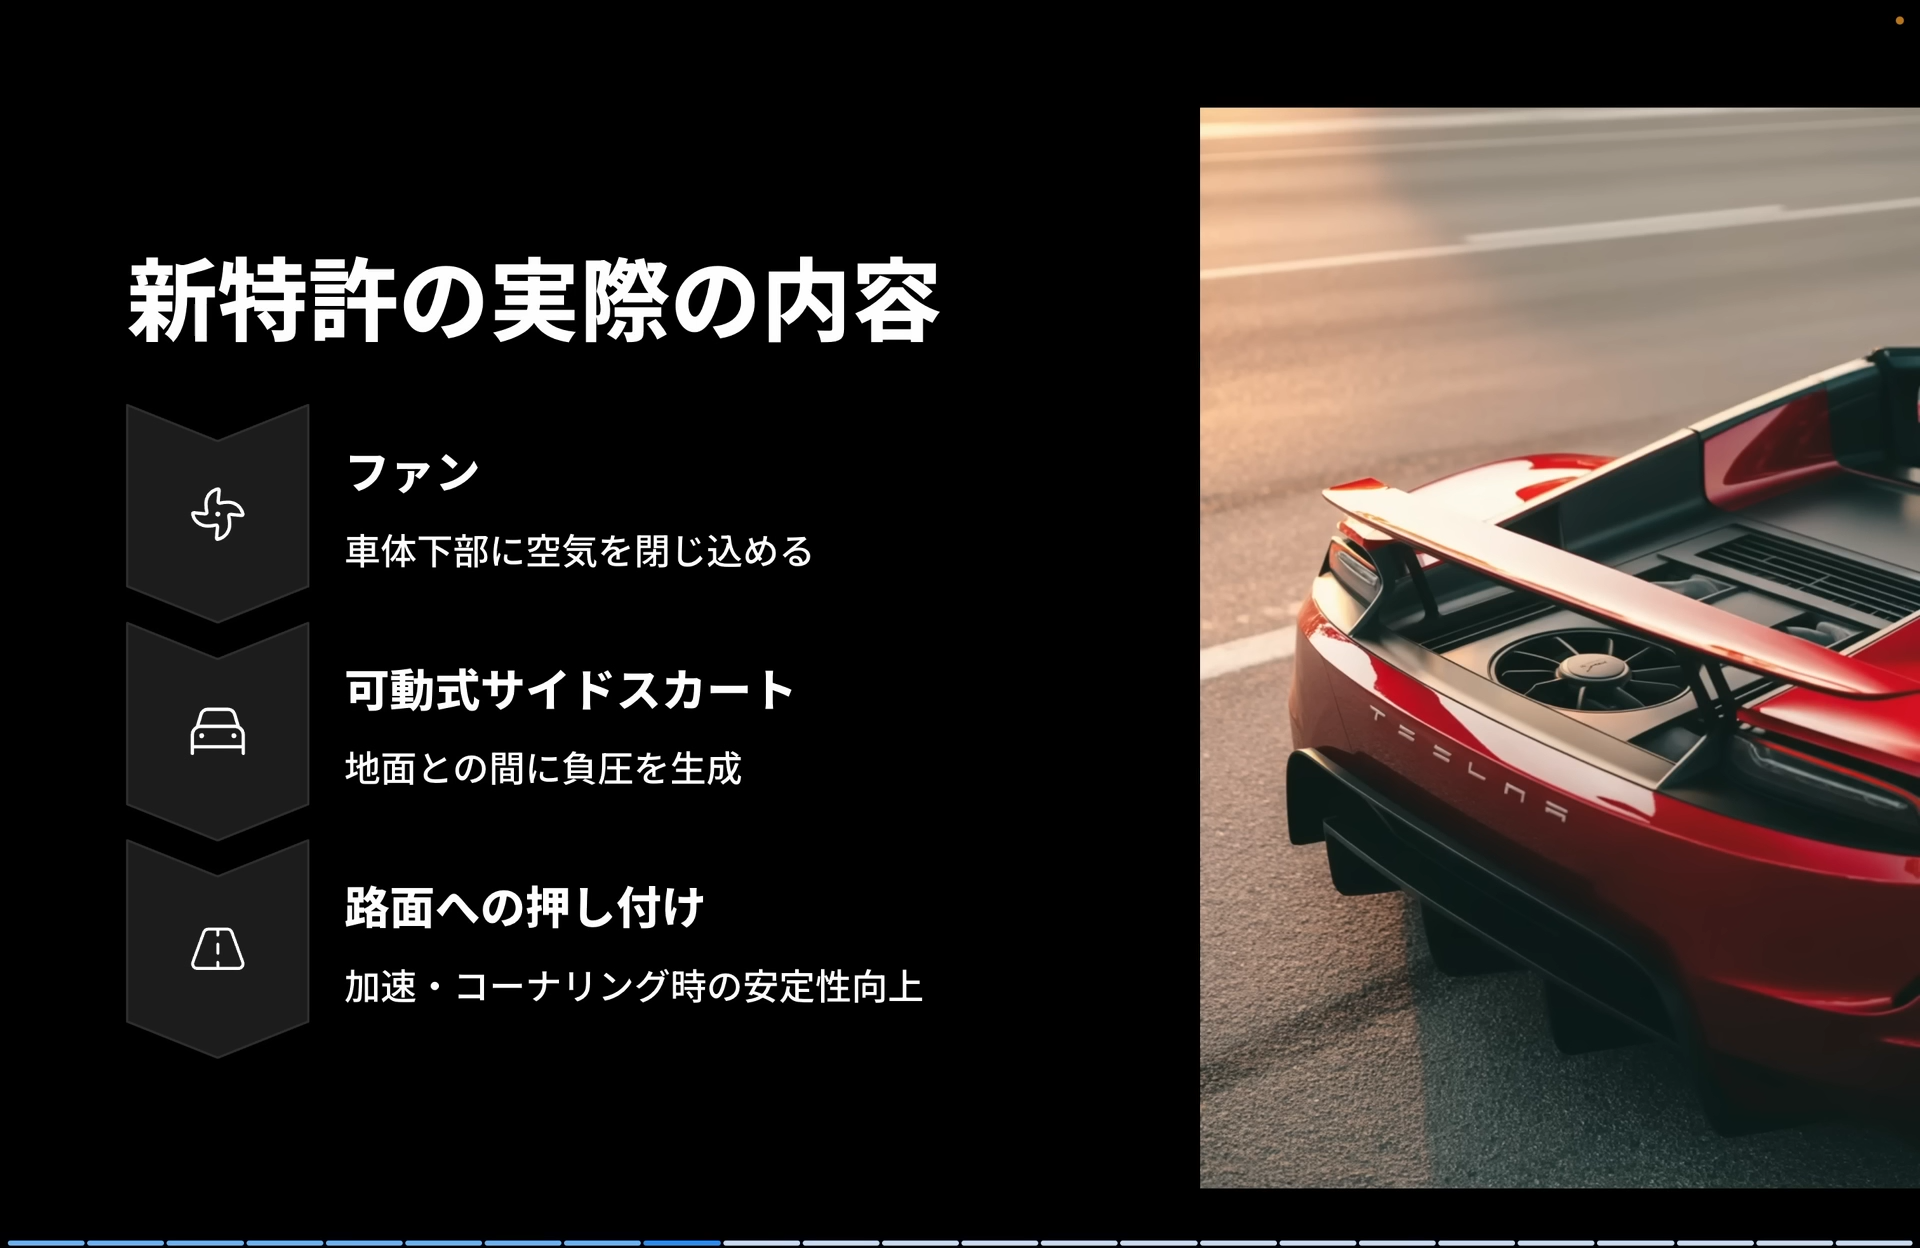 新特許の実際の内容
ファン
車体下部に空気を閉じ込める
可動式サイドスカート
地面との間に負圧を生成
路面への押し付け
加速・コーナリング時の安定性向上
TESLAR